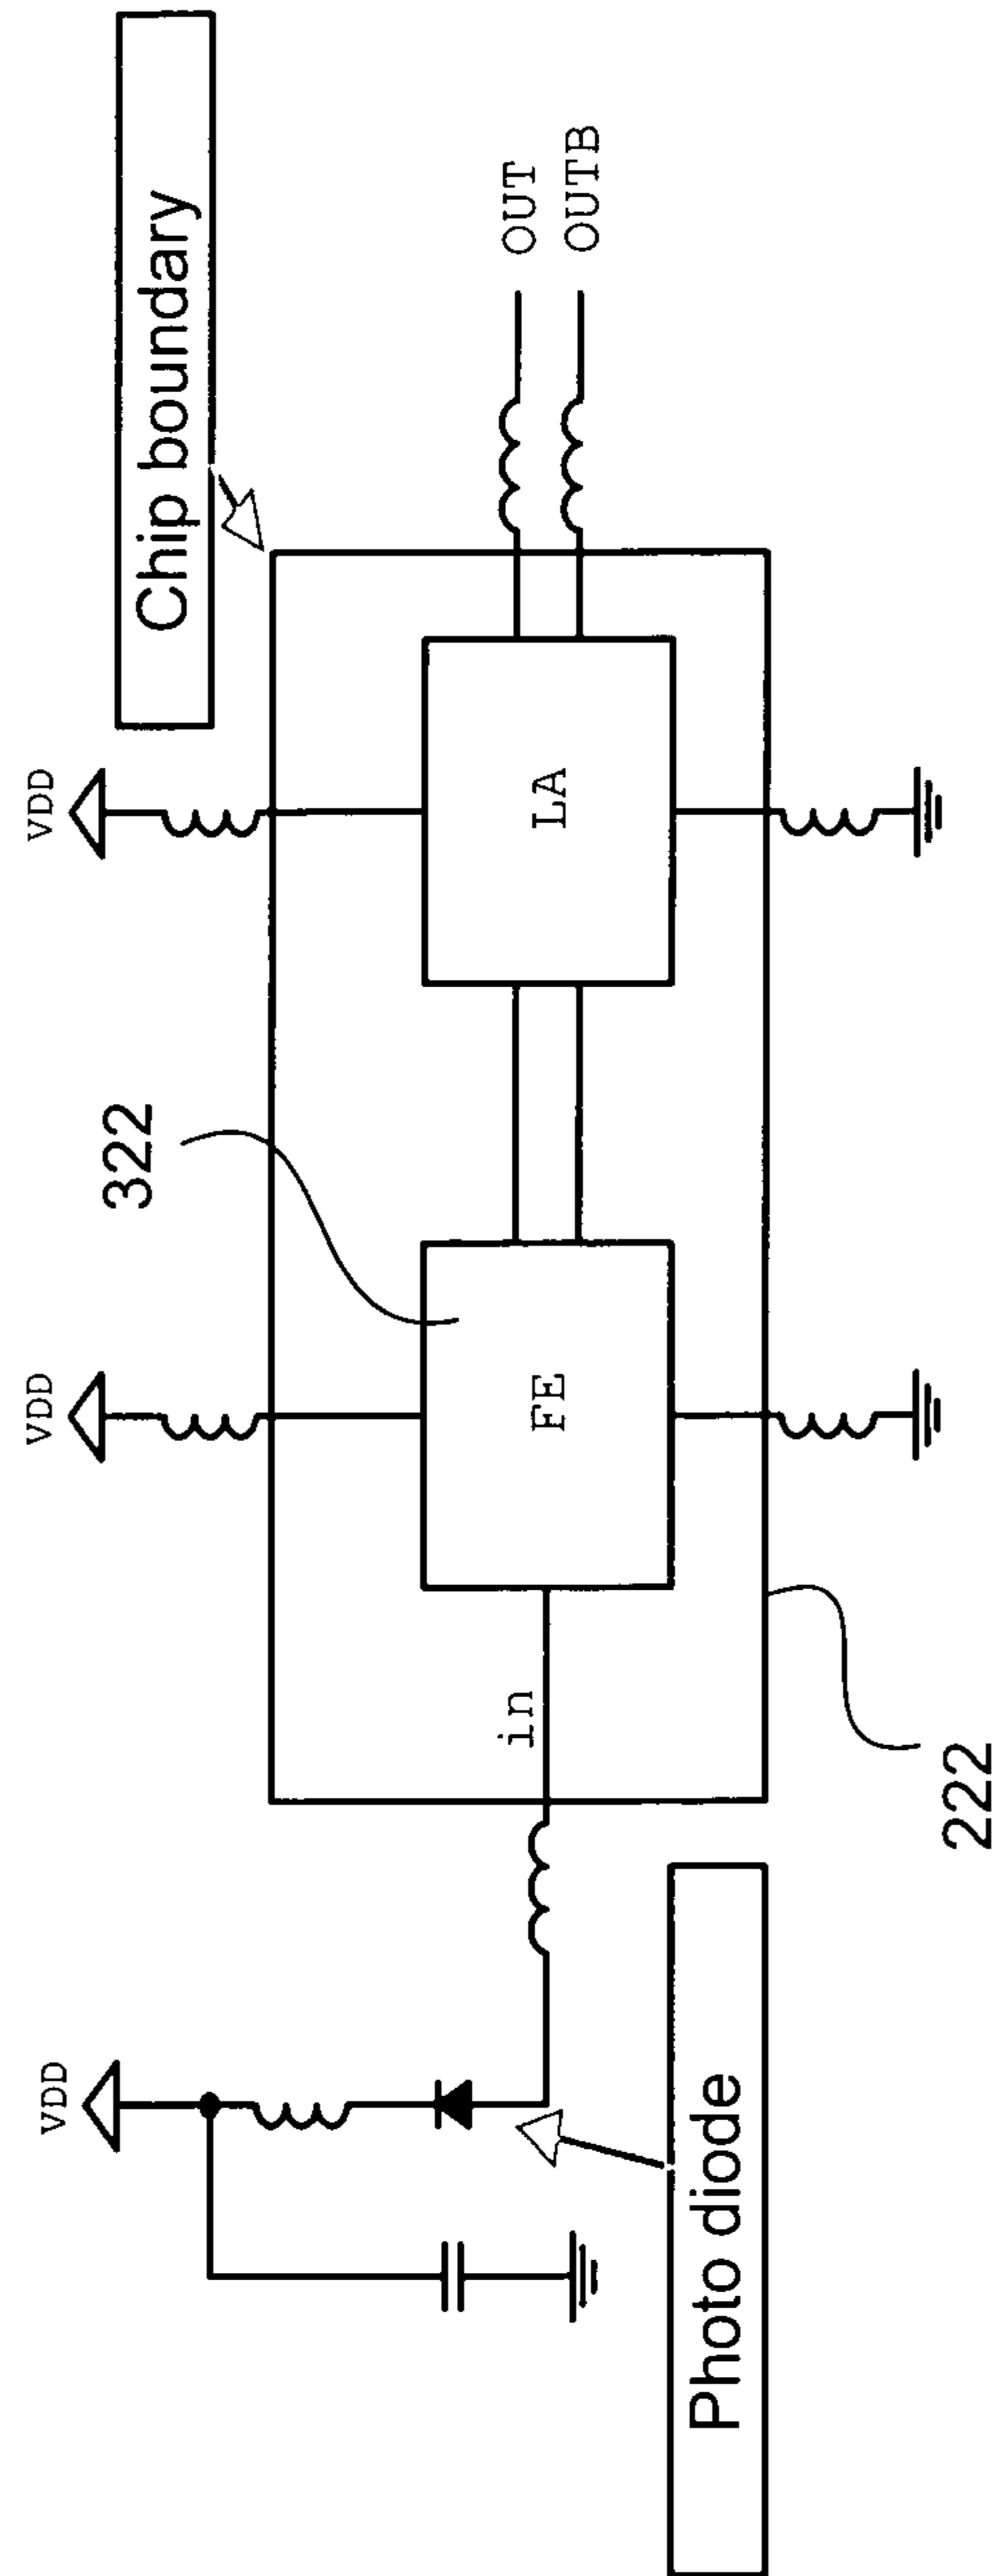 Chip boundary
VDD
VDD
VDD
322
OUT
OUTB
in
FE
LA
222
Photo diode